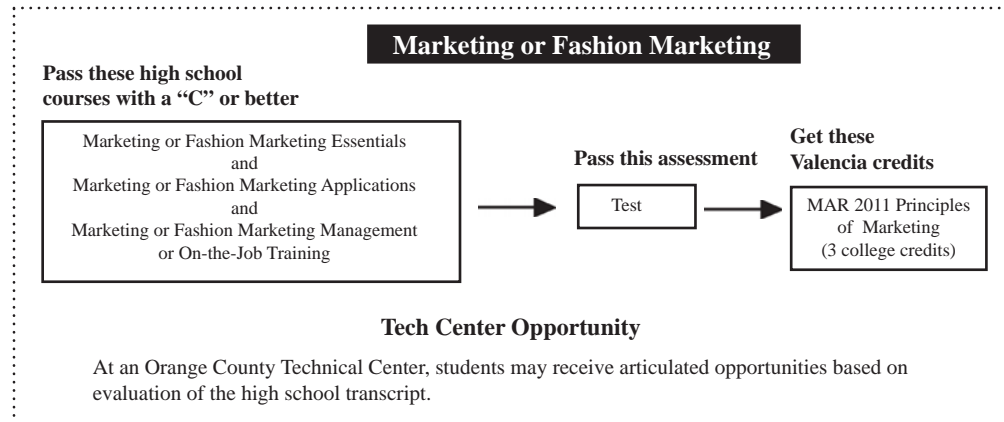 Marketing or Fashion Marketing
Pass these high school
courses with a “C” or better
Marketing or Fashion Marketing Essentials
and
Marketing or Fashion Marketing Applications
and
Marketing or Fashion Marketing Management
or On-the-Job Training
Pass this assessment
Test
Get these
Valencia credits
MAR 2011 Principles
of Marketing
(3 college credits)
Tech Center Opportunity
At an Orange County Technical Center, students may receive articulated opportunities based on
evaluation of the high school transcript.